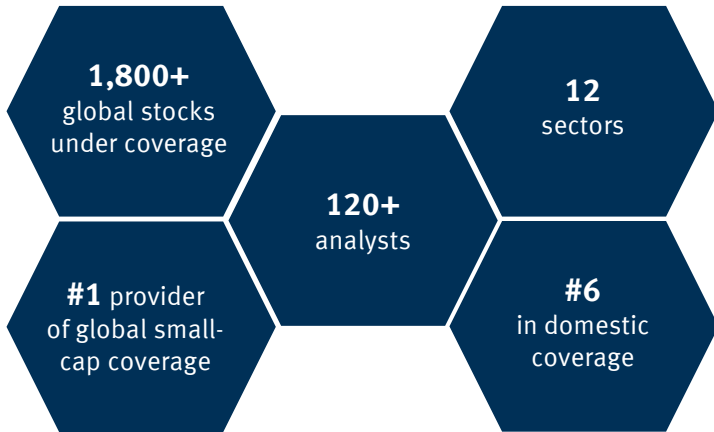 1,800+
global stocks
under coverage
12
sectors
120+
analysts
#1 provider
of global small-
cap coverage
#6
in domestic
coverage